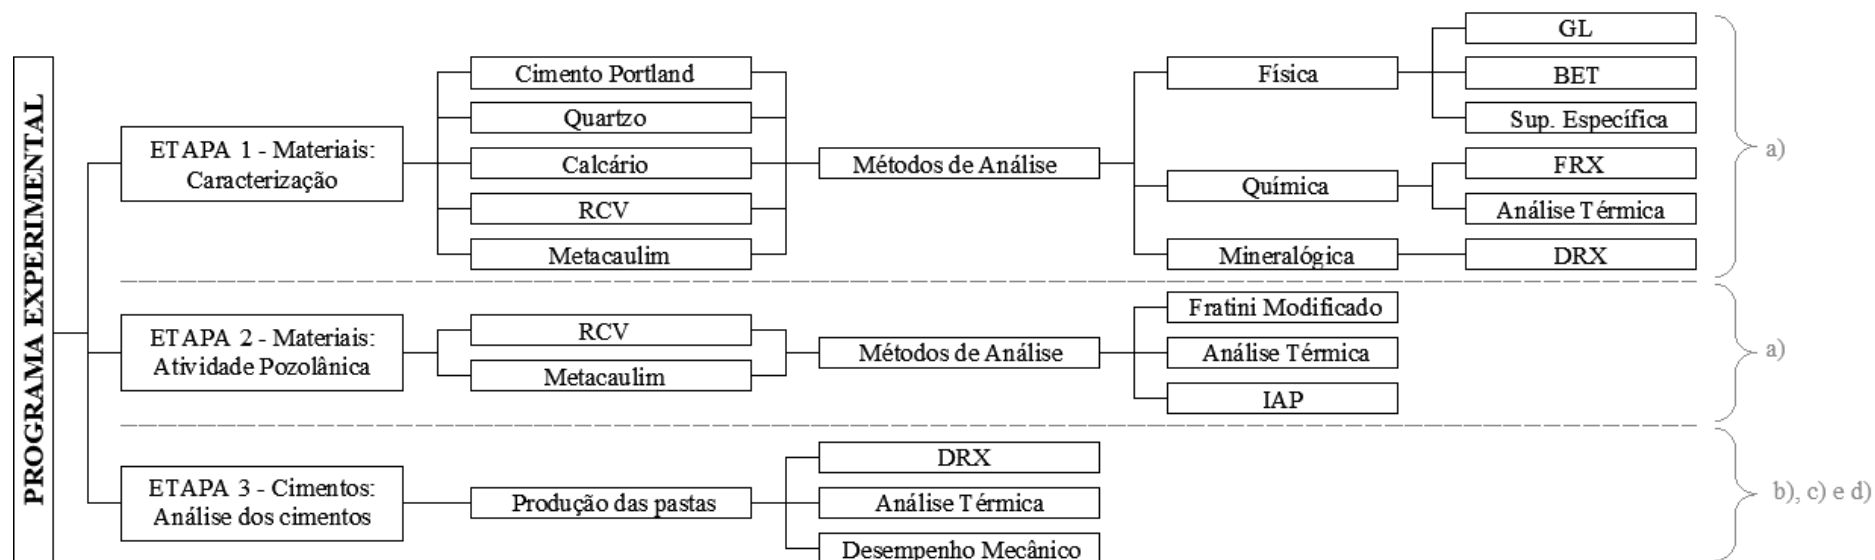 PROGRAMA EXPERIMENTAL
ETAPA 1 - Materiais:
Caracterização
Cimento Portland
Quartzo
Calcário
RCV
Metacaulim
Métodos de Análise
Física
GL
BET
Sup. Específica
Química
FRX
Análise Térmica
Mineralógica
DRX
a)
ETAPA 2 - Materiais:
Atividade Pozolânica
RCV
Metacaulim
Métodos de Análise
Fratini Modificado
Análise Térmica
IAP
a)
ETAPA 3 - Cimentos:
Análise dos cimentos
Produção das pastas
DRX
Análise Térmica
Desempenho Mecânico
b), c) e d)